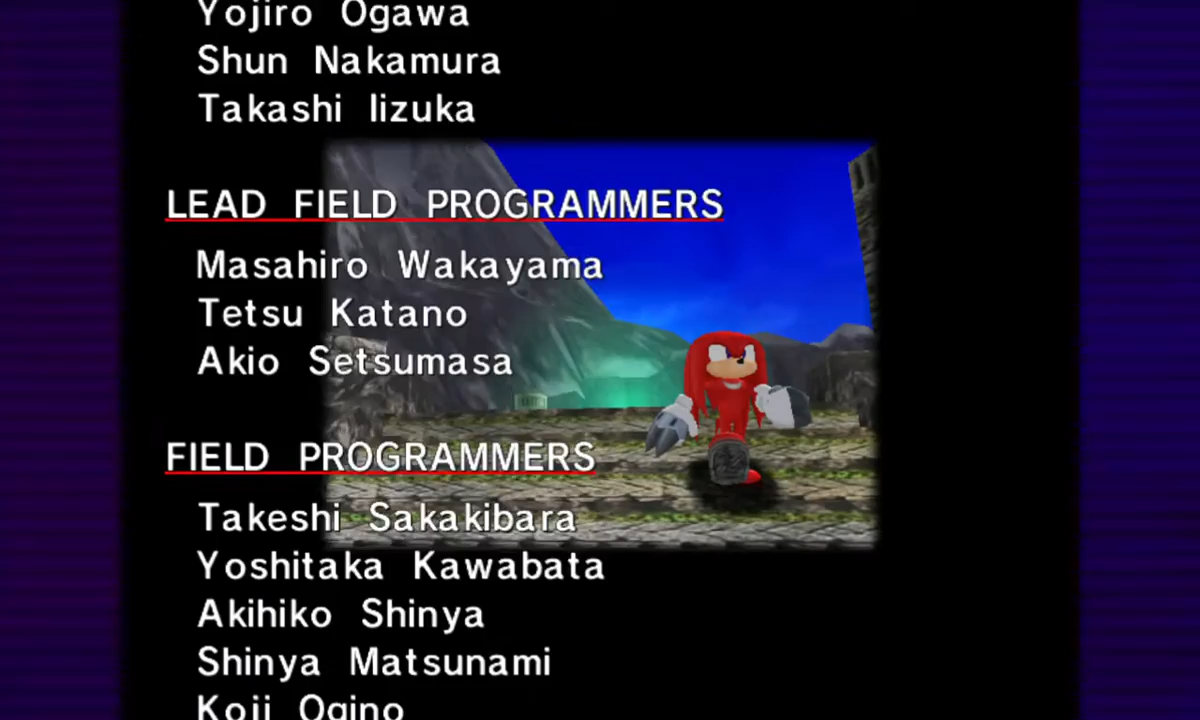 Yojiro Ogawa
Shun Nakamura
Takashi Iizuka
LEAD FIELD PROGRAMMERS
Masahiro Wakayama
Tetsu Katano
Akio Setsumasa
FIELD PROGRAMMERS
Takeshi Sakakibara
Yoshitaka Kawabata
Akihiko Shinya
Shinya Matsunami
Koji Ogino